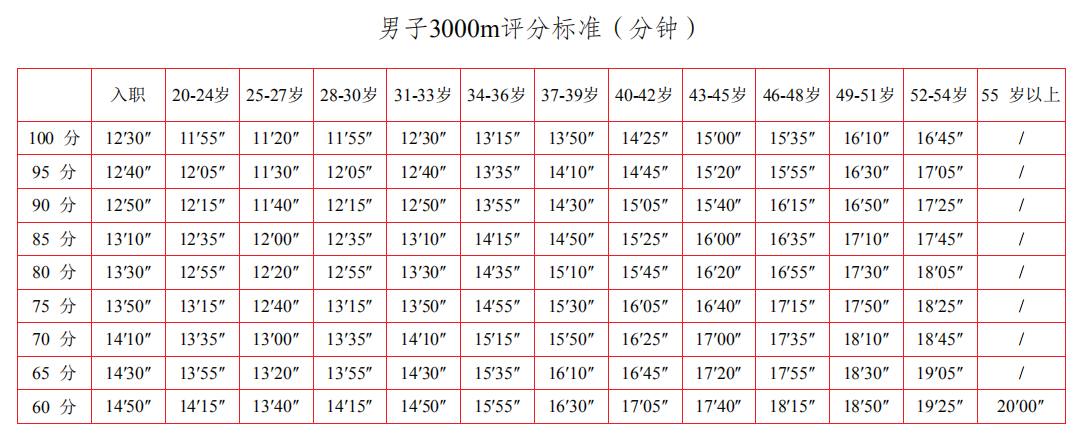 男子3000m评分标准（分钟）
入职 20-24岁 25-27岁 28-30岁 31-33岁 34-36岁 37-39岁 40-42岁 43-45岁 46-48岁 49-51岁 52-54岁 55 岁以上
100 分 12′30″ 11′55″ 11′20″ 11′55″ 12′30″ 13′15″ 13′50″ 14′25″ 15′00″ 15′35″ 16′10″ 16′45″ /
95 分 12′40″ 12′05″ 11′30″ 12′05″ 12′40″ 13′35″ 14′10″ 14′45″ 15′20″ 15′55″ 16′30″ 17′05″ /
90 分 12′50″ 12′15″ 11′40″ 12′15″ 12′50″ 13′55″ 14′30″ 15′05″ 15′40″ 16′15″ 16′50″ 17′25″ /
85 分 13′10″ 12′35″ 12′00″ 12′35″ 13′10″ 14′15″ 14′50″ 15′25″ 16′00″ 16′35″ 17′10″ 17′45″ /
80 分 13′30″ 12′55″ 12′20″ 12′55″ 13′30″ 14′35″ 15′10″ 15′45″ 16′20″ 16′55″ 17′30″ 18′05″ /
75 分 13′50″ 13′15″ 12′40″ 13′15″ 13′50″ 14′55″ 15′30″ 16′05″ 16′40″ 17′15″ 17′50″ 18′25″ /
70 分 14′10″ 13′35″ 13′00″ 13′35″ 14′10″ 15′15″ 15′50″ 16′25″ 17′00″ 17′35″ 18′10″ 18′45″ /
65 分 14′30″ 13′55″ 13′20″ 13′55″ 14′30″ 15′35″ 16′10″ 16′45″ 17′20″ 17′55″ 18′30″ 19′05″ /
60 分 14′50″ 14′15″ 13′40″ 14′15″ 14′50″ 15′55″ 16′30″ 17′05″ 17′40″ 18′15″ 18′50″ 19′25″ 20′00″